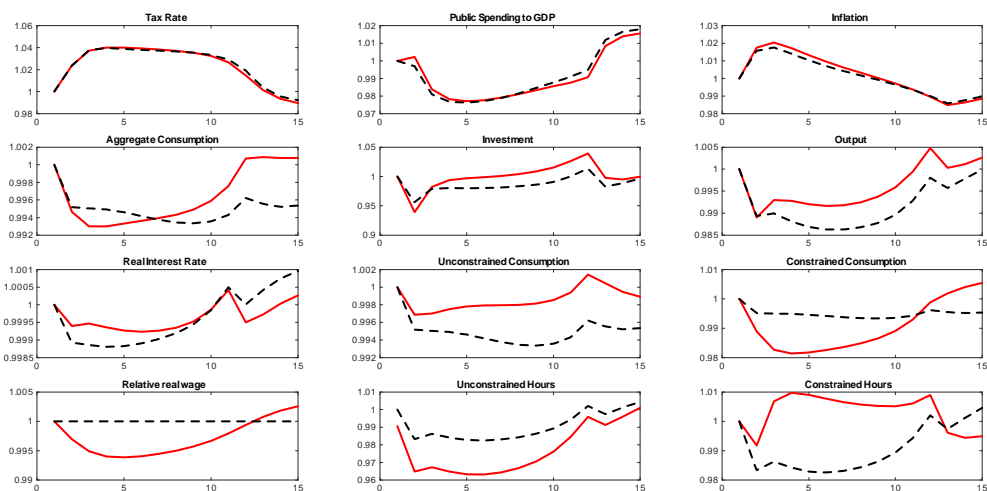 Tax Rate
1.06
1.04
1.02
1
0.98
0 5 10 15
Public Spending to GDP
1.02
1.01
1
0.99
0.98
0.97
0 5 10 15
Inflation
1.03
1.02
1.01
1
0.99
0.98
0 5 10 15
Aggregate Consumption
1.002
1
0.998
0.996
0.994
0.992
0 5 10 15
Investment
1.05
1
0.95
0.9
0 5 10 15
Output
1.005
1
0.995
0.99
0.985
0 5 10 15
Real Interest Rate
1.001
1.0005
1
0.9995
0.999
0.9985
0 5 10 15
Unconstrained Consumption
1.002
1
0.998
0.996
0.994
0.992
0 5 10 15
Constrained Consumption
1.01
1
0.99
0.98
0 5 10 15
Relative real wage
1.005
1
0.995
0.99
0 5 10 15
Unconstrained Hours
1.01
1
0.99
0.98
0.97
0.96
0 5 10 15
Constrained Hours
1.01
1
0.99
0.98
0 5 10 15